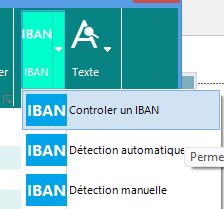 IBAN
er IBAN Texte
IBAN Controler un IBAN
IBAN Détection automatique
Perme
IBAN Détection manuelle